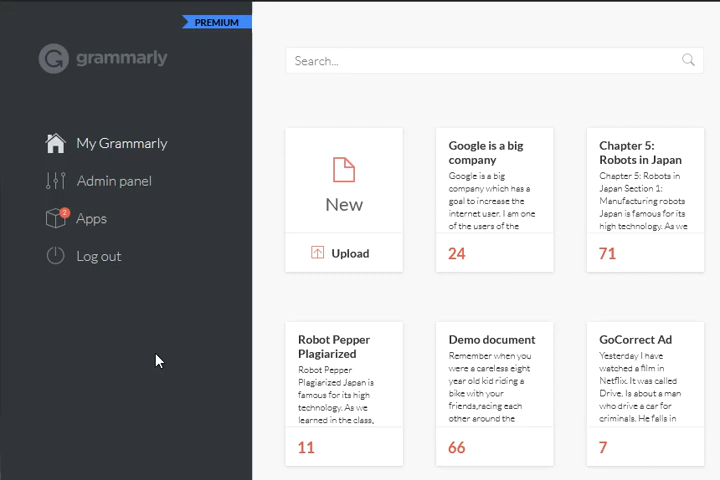 PREMIUM
grammarly
My Grammarly
Admin panel
2
Apps
Log out
Search...
New
Upload
Google is a big
company
Google is a big
company which has a
goal to increase the
internet user. I am one
of the users of the
24
Chapter 5:
Robots in Japan
Chapter 5: Robots in
Japan Section 1:
Manufacturing robots
Japan is famous for its
high technology. As we
71
Robot Pepper
Plagiarized
Robot Pepper
Plagiarized Japan is
famous for its high
technology. As we
learned in the class,
11
Demo document
Remember when you
were a careless eight
year old kid riding a
bike with your
friends,racing each
other around the
66
GoCorrect Ad
Yesterday I have
watched a film in
Netflix. It was called
Drive. Is about a man
who drive a car for
criminals. He falls in
7